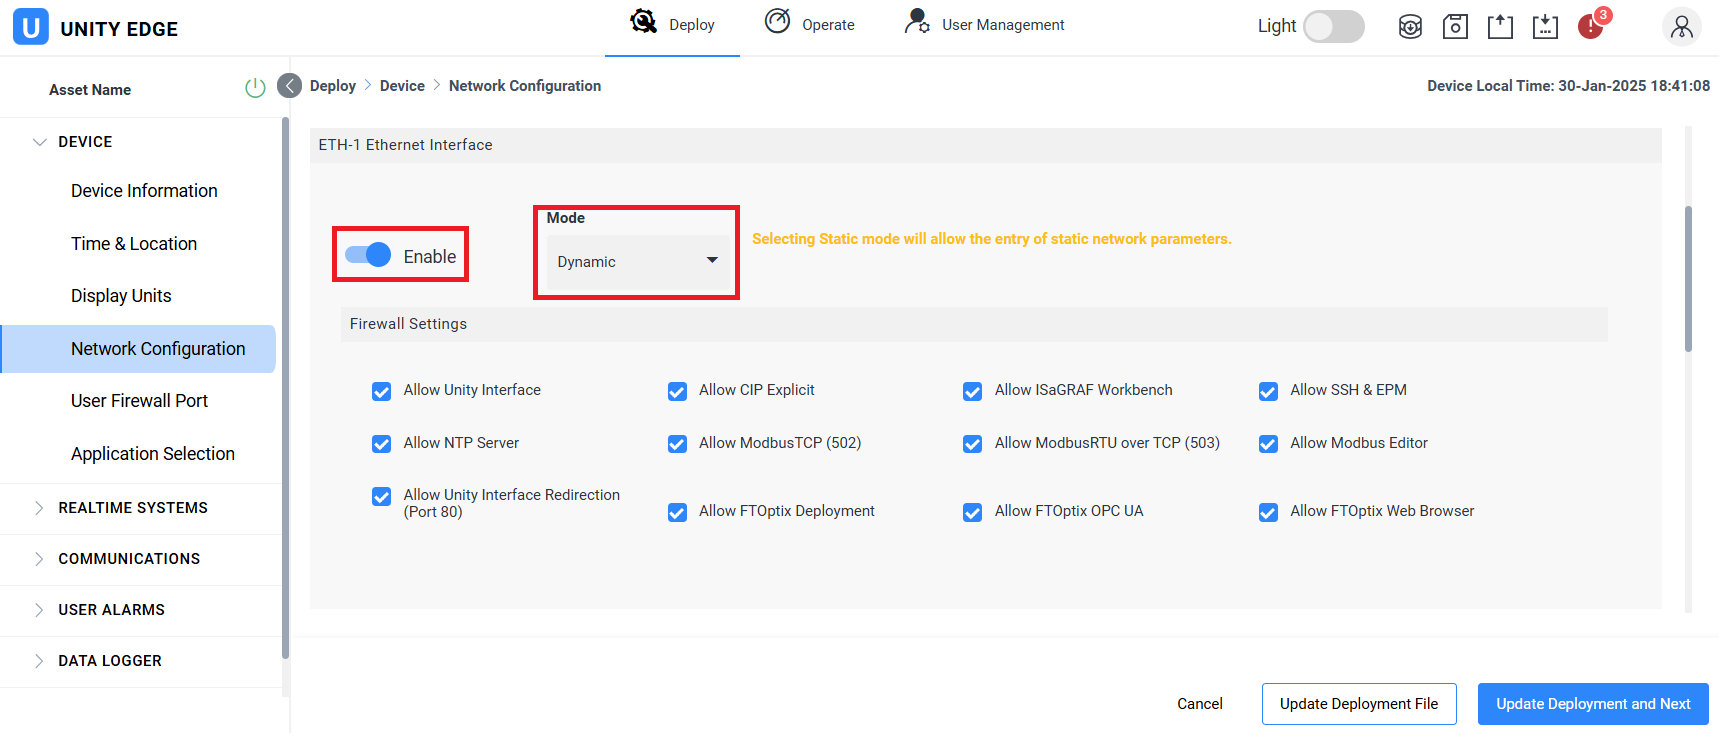 U UNITY EDGE
Deploy
Operate
User Management
Light
3
Asset Name
Deploy > Device > Network Configuration
Device Local Time: 30-Jan-2025 18:41:08
DEVICE
Device Information
Time & Location
Display Units
Network Configuration
User Firewall Port
Application Selection
REALTIME SYSTEMS
COMMUNICATIONS
USER ALARMS
DATA LOGGER
ETH-1 Ethernet Interface
Enable
Mode
Dynamic
Selecting Static mode will allow the entry of static network parameters.
Firewall Settings
Allow Unity Interface
Allow CIP Explicit
Allow ISaGRAF Workbench
Allow SSH & EPM
Allow NTP Server
Allow ModbusTCP (502)
Allow ModbusRTU over TCP (503)
Allow Modbus Editor
Allow Unity Interface Redirection
(Port 80)
Allow FTOptix Deployment
Allow FTOptix OPC UA
Allow FTOptix Web Browser
Cancel
Update Deployment File
Update Deployment and Next